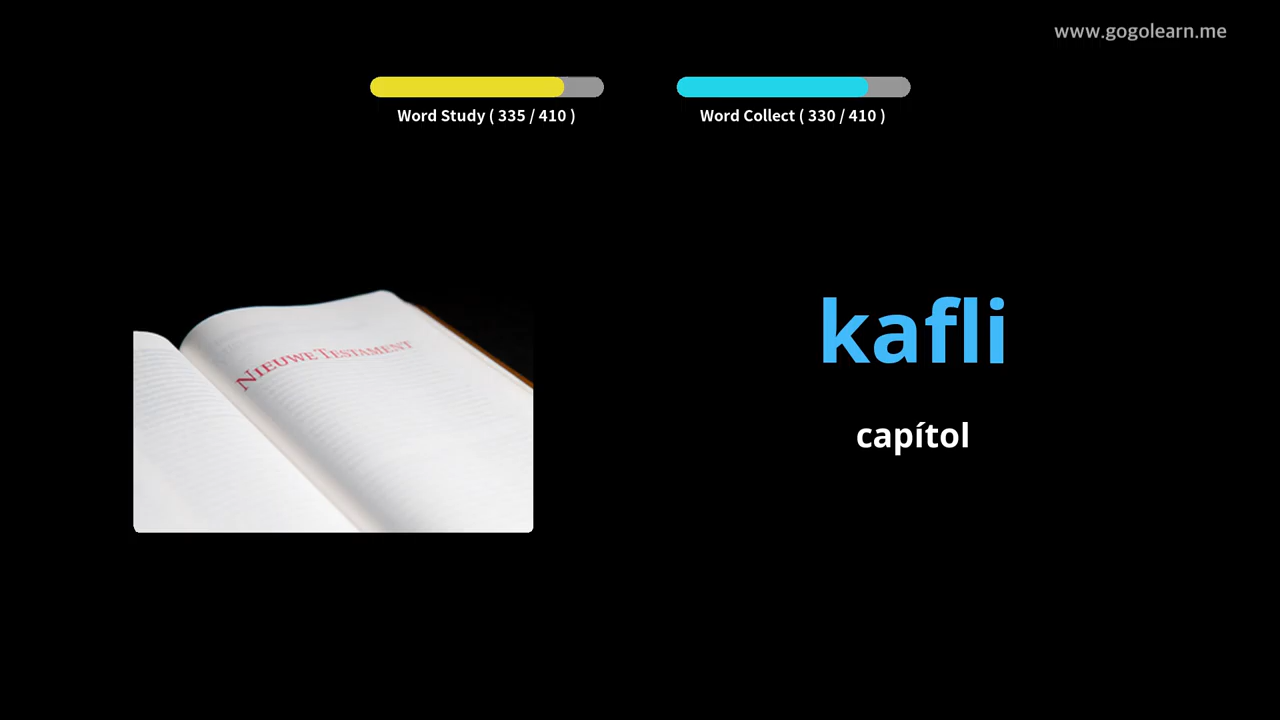 www.gogolearn.me
Word Study ( 335 / 410 )
Word Collect ( 330 / 410 )
NIEUWE TESTAMENT
kafli
capítol